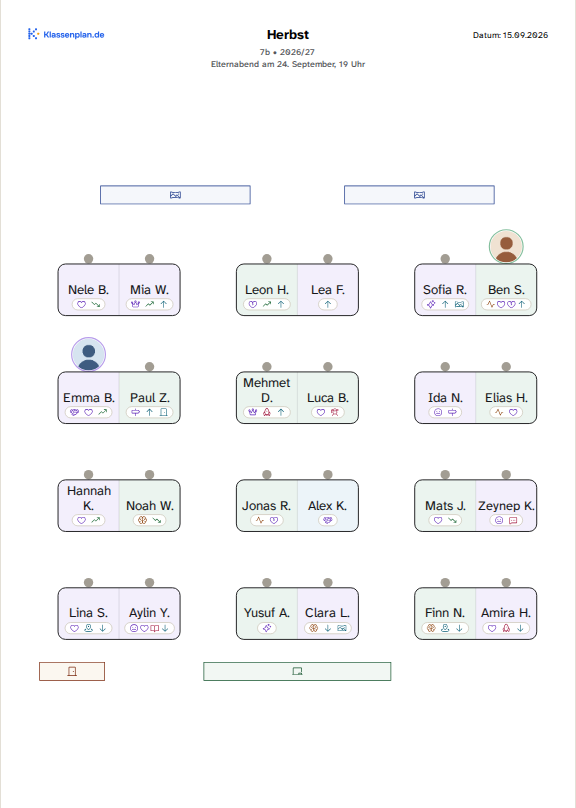 Klassenplan.de
Herbst
Datum: 15.09.2026
7b • 2026/27
Elternabend am 24. September, 19 Uhr
Nele B. Mia W. Leon H. Lea F. Sofia R. Ben S.
Emma B. Paul Z. Mehmet D. Luca B. Ida N. Elias H.
Hannah K. Noah W. Jonas R. Alex K. Mats J. Zeynep K.
Lina S. Aylin Y. Yusuf A. Clara L. Finn N. Amira H.